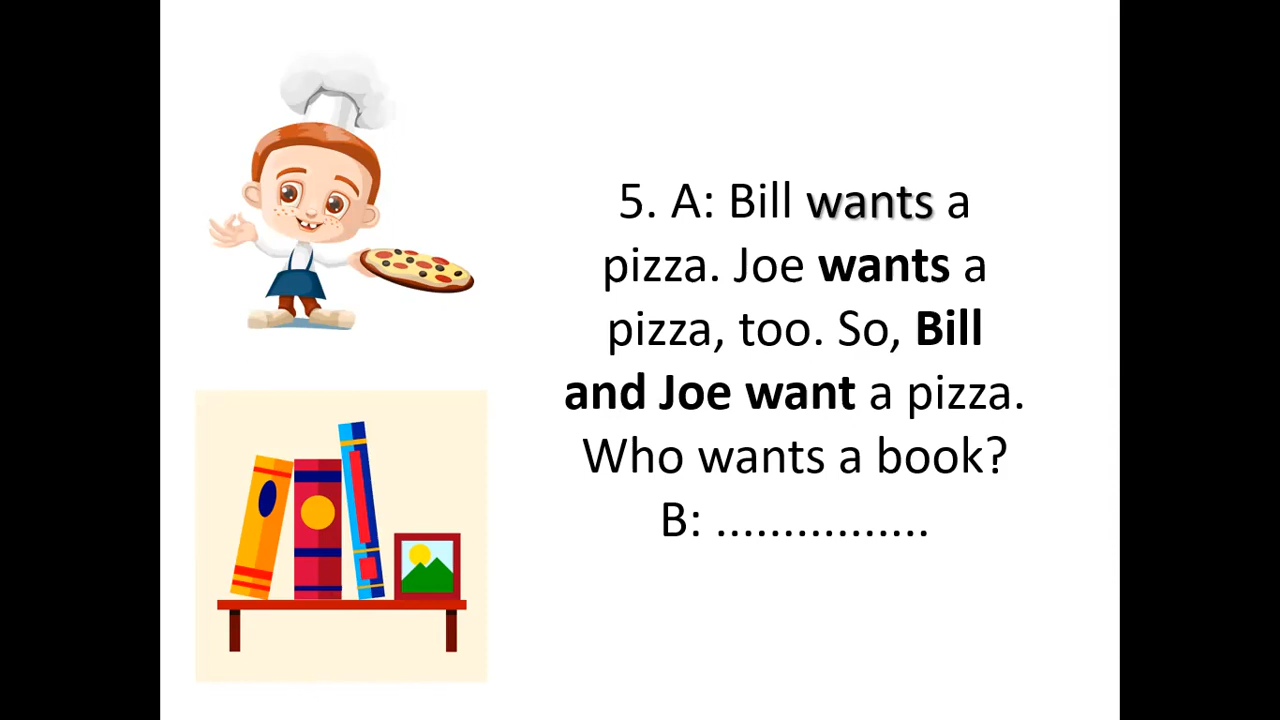 5. A: Bill wants a
pizza. Joe wants a
pizza, too. So, Bill
and Joe want a pizza.
Who wants a book?
B: ................